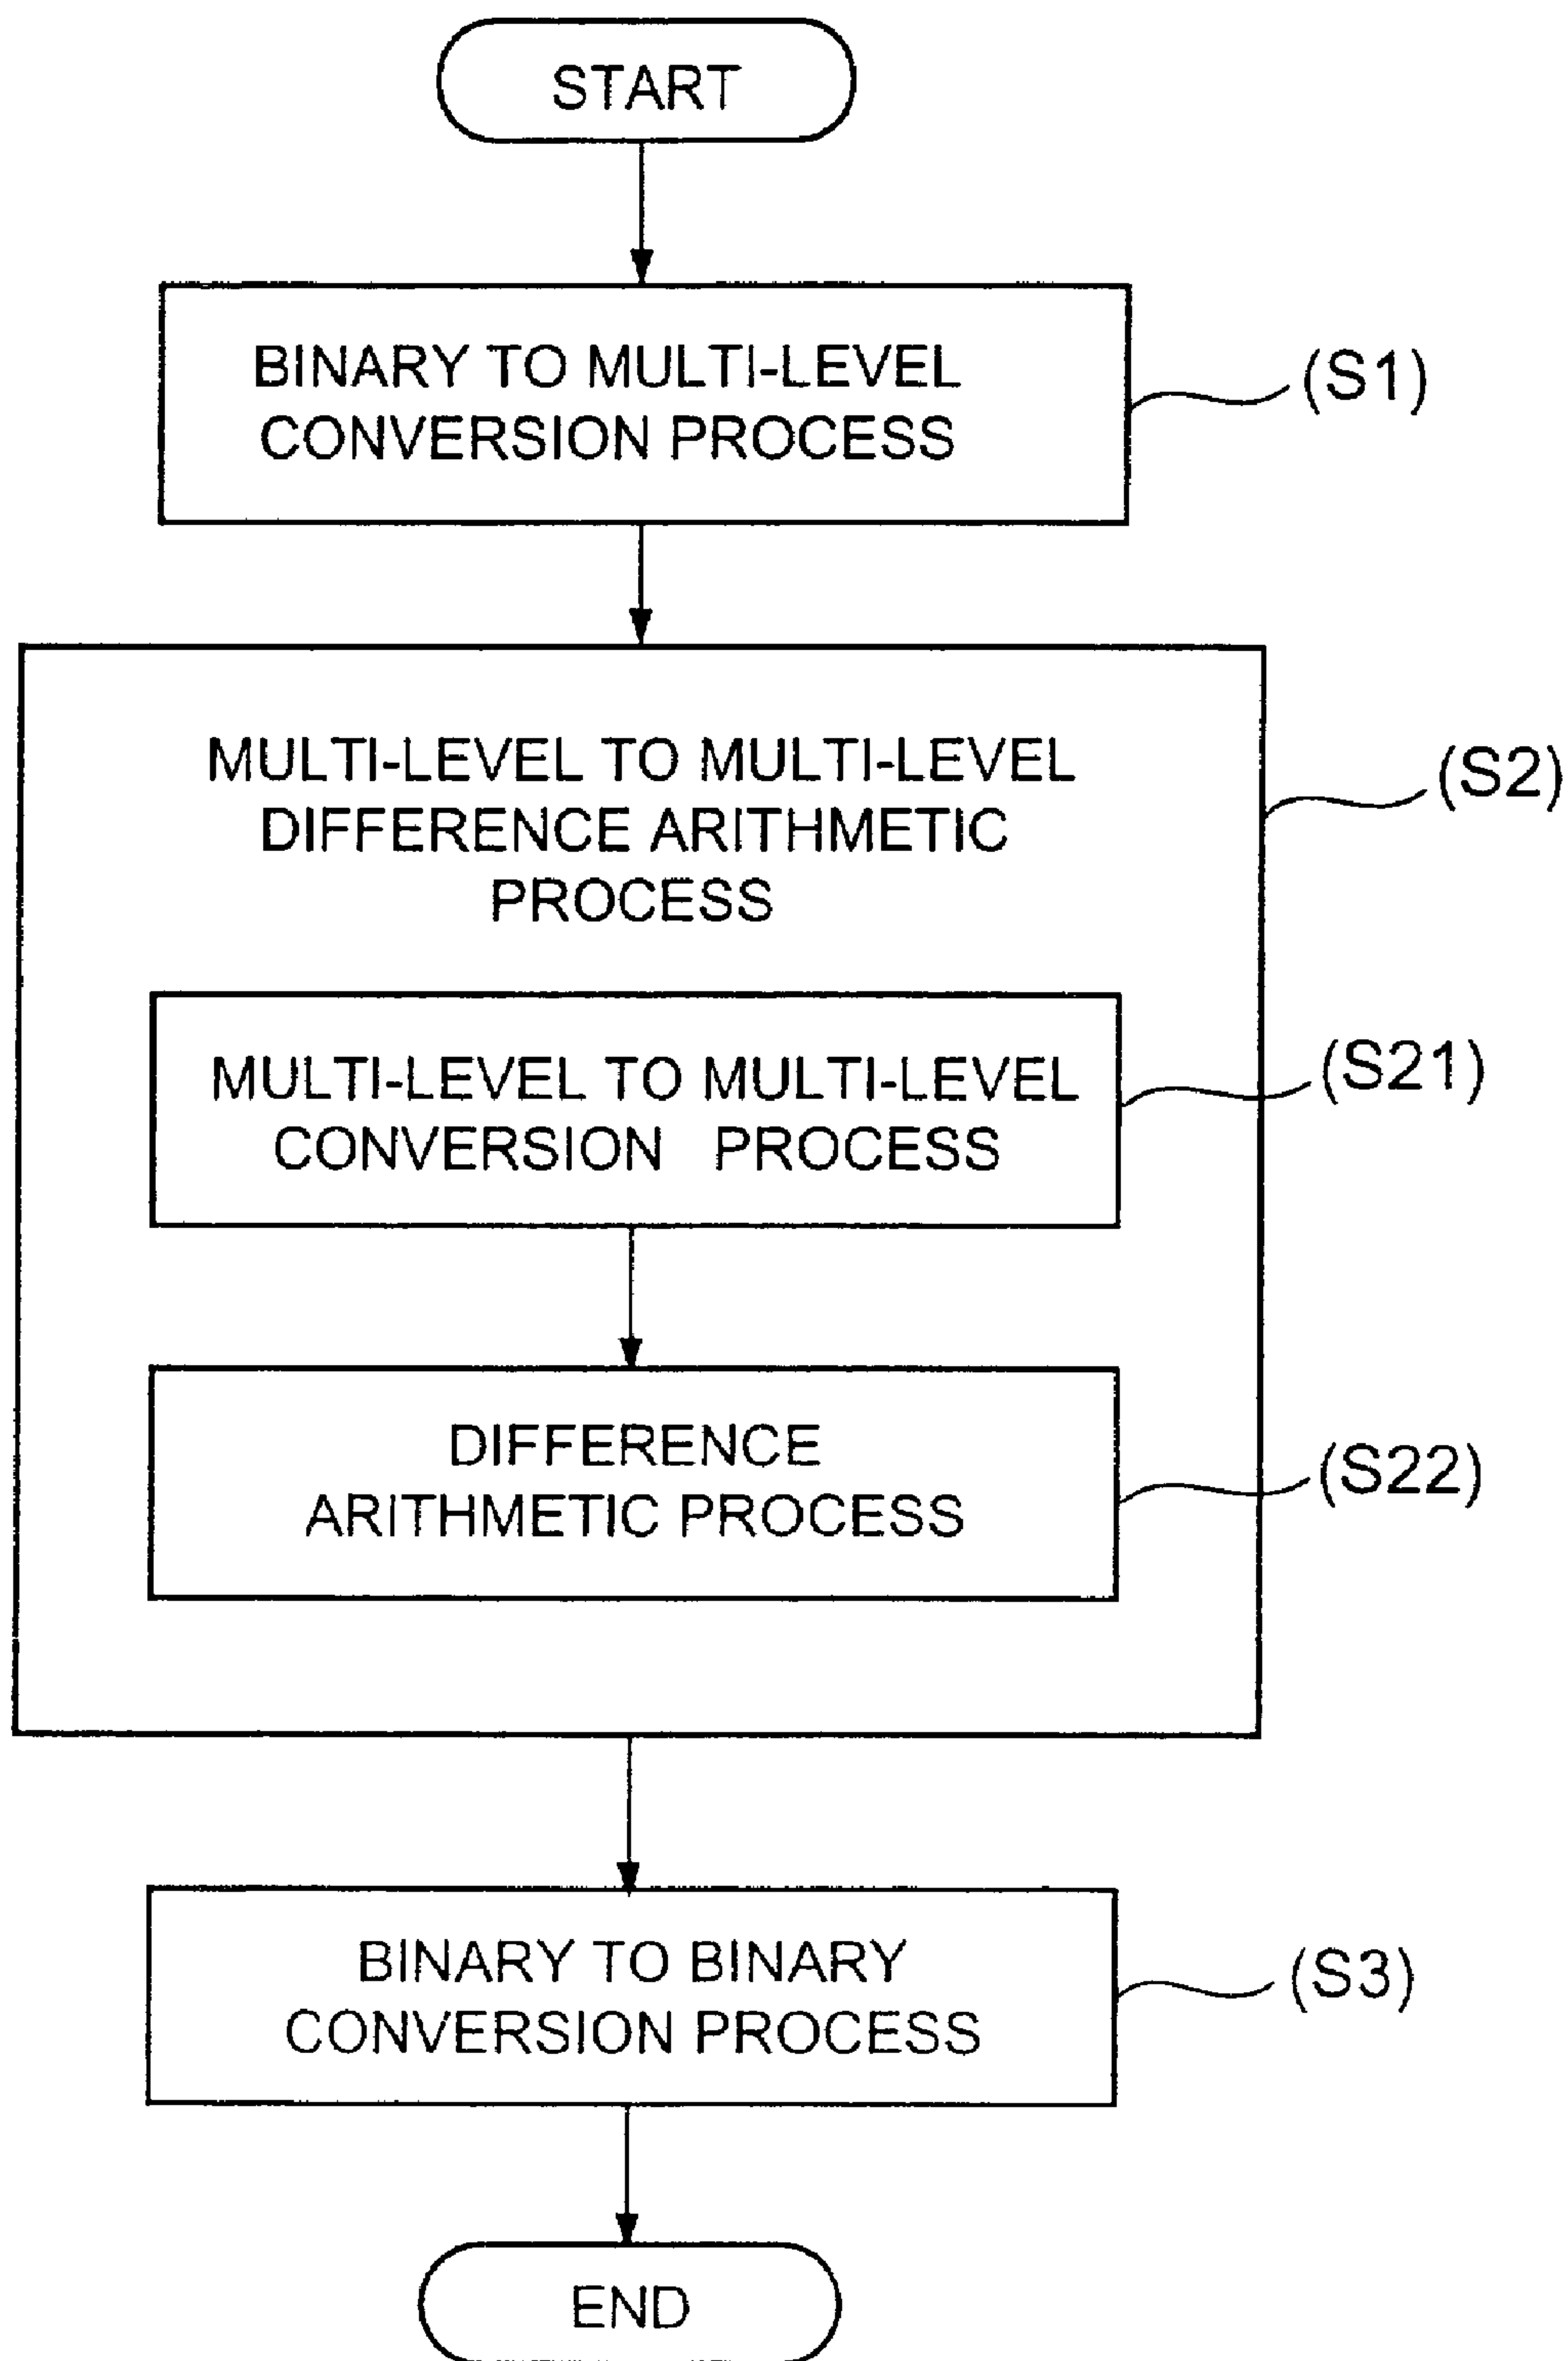 START
BINARY TO MULTI-LEVEL
CONVERSION PROCESS
(S1)
MULTI-LEVEL TO MULTI-LEVEL
DIFFERENCE ARITHMETIC
PROCESS
(S2)
MULTI-LEVEL TO MULTI-LEVEL
CONVERSION PROCESS
(S21)
DIFFERENCE
ARITHMETIC PROCESS
(S22)
BINARY TO BINARY
CONVERSION PROCESS
(S3)
END